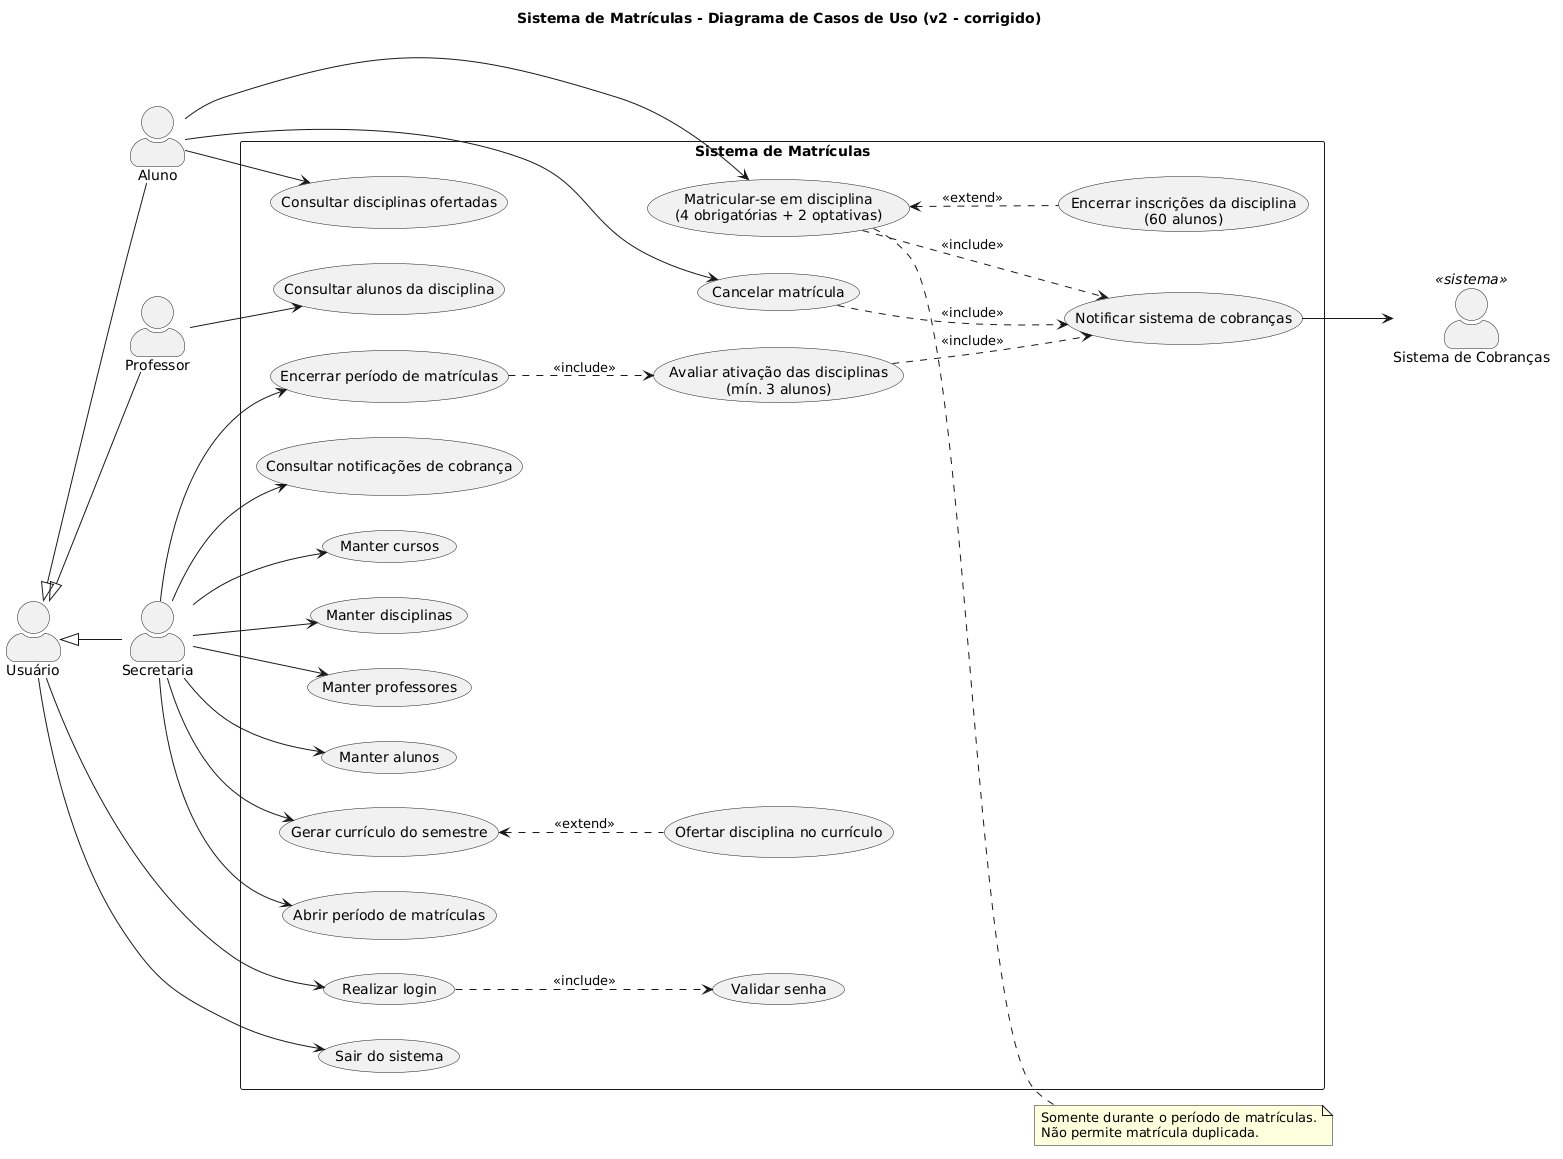 Sistema de Matrículas - Diagrama de Casos de Uso (v2 - corrigido)
Aluno
Sistema de Matrículas
Consultar disciplinas ofertadas
Matricular-se em disciplina
(4 obrigatórias + 2 optativas)
«extend»
Encerrar inscrições da disciplina
(60 alunos)
«include»
Consultar alunos da disciplina
Cancelar matrícula
«include»
Notificar sistema de cobranças
«sistema»
Sistema de Cobranças
Professor
«include»
Encerrar período de matrículas
«include»
Avaliar ativação das disciplinas
(mín. 3 alunos)
Consultar notificações de cobrança
Manter cursos
Manter disciplinas
Usuário
Secretaria
Manter professores
Manter alunos
Gerar currículo do semestre
«extend»
Ofertar disciplina no currículo
Abrir período de matrículas
Realizar login
«include»
Validar senha
Sair do sistema
Somente durante o período de matrículas.
Não permite matrícula duplicada.